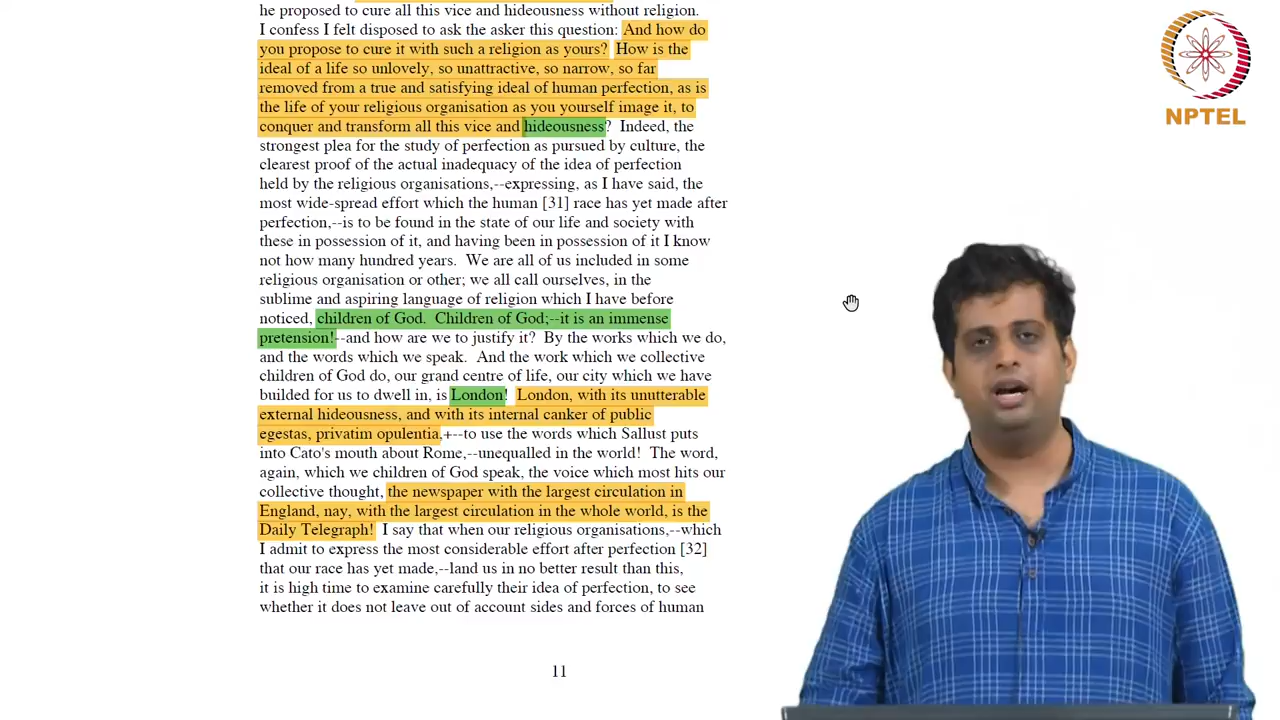 he proposed to cure all this vice and hideousness without religion.
I confess I felt disposed to ask the asker this question: And how do
you propose to cure it with such a religion as yours? How is the
ideal of a life so unlovely, so unattractive, so narrow, so far
removed from a true and satisfying ideal of human perfection, as is
the life of your religious organisation as you yourself image it, to
conquer and transform all this vice and hideousness? Indeed, the
strongest plea for the study of perfection as pursued by culture, the
clearest proof of the actual inadequacy of the idea of perfection
held by the religious organisations,--expressing, as I have said, the
most wide-spread effort which the human [31] race has yet made after
perfection,--is to be found in the state of our life and society with
these in possession of it, and having been in possession of it I know
not how many hundred years. We are all of us included in some
religious organisation or other; we all call ourselves, in the
sublime and aspiring language of religion which I have before
noticed, children of God. Children of God;--it is an immense
pretension!--and how are we to justify it? By the works which we do,
and the words which we speak. And the work which we collective
children of God do, our grand centre of life, our city which we have
builded for us to dwell in, is London! London, with its unutterable
external hideousness, and with its internal canker of public
egestas, privatim opulentia,+--to use the words which Sallust puts
into Cato's mouth about Rome,--unequalled in the world! The word,
again, which we children of God speak, the voice which most hits our
collective thought, the newspaper with the largest circulation in
England, nay, with the largest circulation in the whole world, is the
Daily Telegraph! I say that when our religious organisations,--which
I admit to express the most considerable effort after perfection [32]
that our race has yet made,--land us in no better result than this,
it is high time to examine carefully their idea of perfection, to see
whether it does not leave out of account sides and forces of human
11
NPTEL